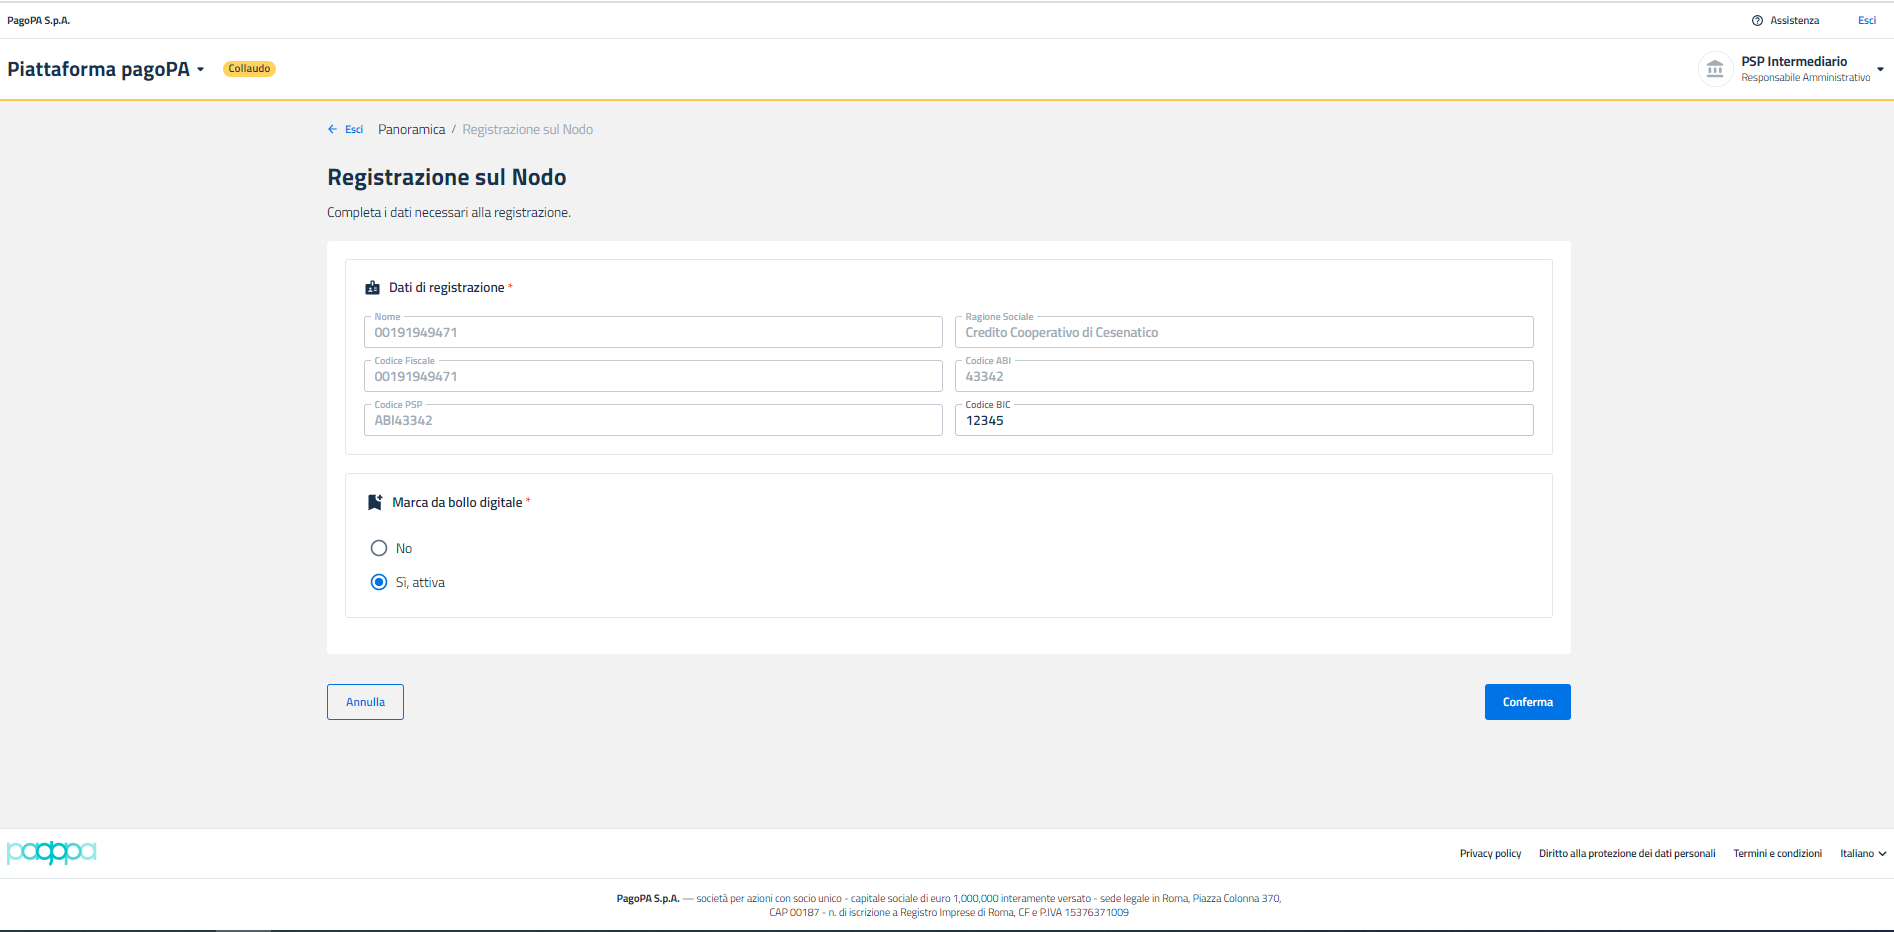 PagoPA S.p.A.
Assistenza
Esci
Piattaforma pagoPA
Collaudo
PSP Intermediario
Responsabile Amministrativo
Esci
Panoramica / Registrazione sul Nodo
Registrazione sul Nodo
Completa i dati necessari alla registrazione.
Dati di registrazione *
Nome
00191949471
Ragione Sociale
Credito Cooperativo di Cesenatico
Codice Fiscale
00191949471
Codice ABI
43342
Codice PSP
ABI43342
Codice BIC
12345
Marca da bollo digitale *
No
Sì, attiva
Annulla
Conferma
pagopa
Privacy policy
Diritto alla protezione dei dati personali
Termini e condizioni
Italiano
PagoPA S.p.A. — società per azioni con socio unico - capitale sociale di euro 1,000,000 interamente versato - sede legale in Roma, Piazza Colonna 370,
CAP 00187 - n. di iscrizione a Registro Imprese di Roma, CF e P.IVA 15376371009